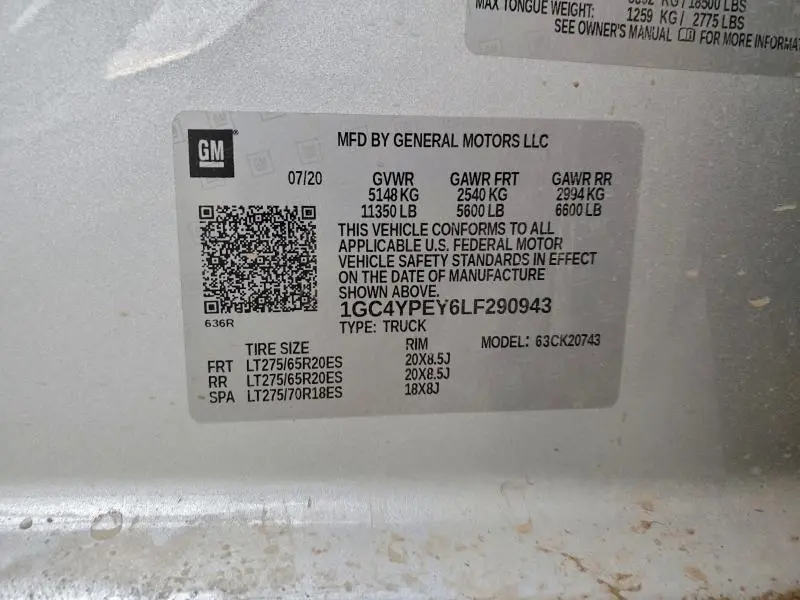 MAX TONGUE WEIGHT: 1259 KG / 2775 LBS
SEE OWNER'S MANUAL FOR MORE
GM
MFD BY GENERAL MOTORS LLC
07/20 GVWR GAWR FRT GAWR RR
5148 KG 2540 KG 2994 KG
11350 LB 5600 LB 6600 LB
THIS VEHICLE CONFORMS TO ALL
APPLICABLE U.S. FEDERAL MOTOR
VEHICLE SAFETY STANDARDS IN EFFECT
ON THE DATE OF MANUFACTURE
SHOWN ABOVE.
1GC4YPEY6LF290943
636R
TYPE: TRUCK
TIRE SIZE RIM MODEL: 63CK20743
FRT LT275/65R20ES 20X8.5J
RR LT275/65R20ES 20X8.5J
SPA LT275/70R18ES 18X8J